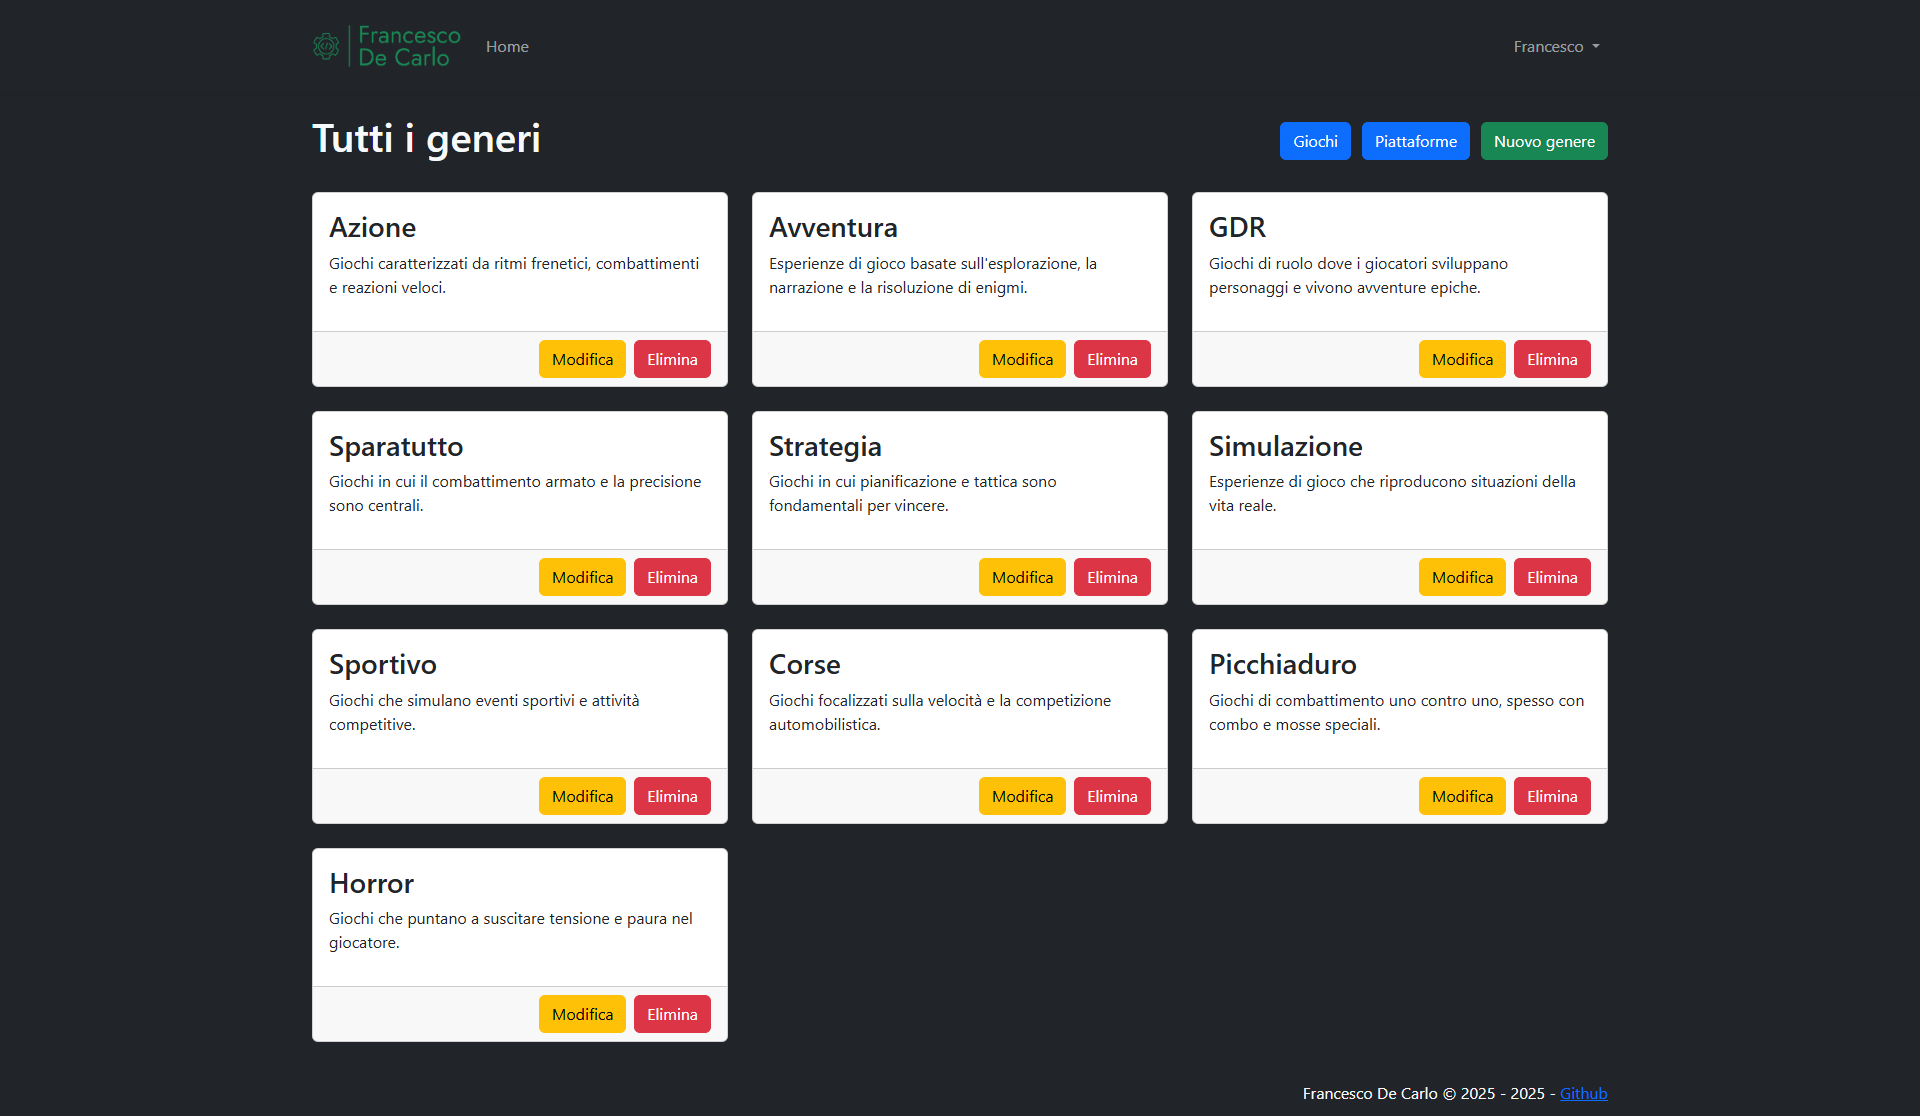 Francesco
De Carlo
Home
Francesco
Tutti i generi
Giochi
Piattaforme
Nuovo genere
Azione
Giochi caratterizzati da ritmi frenetici, combattimenti
e reazioni veloci.
Modifica
Elimina
Avventura
Esperienze di gioco basate sull'esplorazione, la
narrazione e la risoluzione di enigmi.
Modifica
Elimina
GDR
Giochi di ruolo dove i giocatori sviluppano
personaggi e vivono avventure epiche.
Modifica
Elimina
Sparatutto
Giochi in cui il combattimento armato e la precisione
sono centrali.
Modifica
Elimina
Strategia
Giochi in cui pianificazione e tattica sono
fondamentali per vincere.
Modifica
Elimina
Simulazione
Esperienze di gioco che riproducono situazioni della
vita reale.
Modifica
Elimina
Sportivo
Giochi che simulano eventi sportivi e attività
competitive.
Modifica
Elimina
Corse
Giochi focalizzati sulla velocità e la competizione
automobilistica.
Modifica
Elimina
Picchiaduro
Giochi di combattimento uno contro uno, spesso con
combo e mosse speciali.
Modifica
Elimina
Horror
Giochi che puntano a suscitare tensione e paura nel
giocatore.
Modifica
Elimina
Francesco De Carlo © 2025 - 2025 - Github